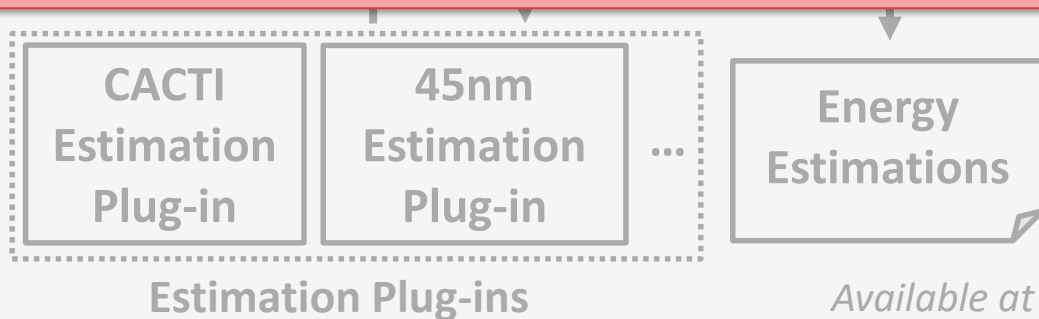 CACTI
Estimation
Plug-in
45nm
Estimation
Plug-in
...
Energy
Estimations
Estimation Plug-ins
Available at